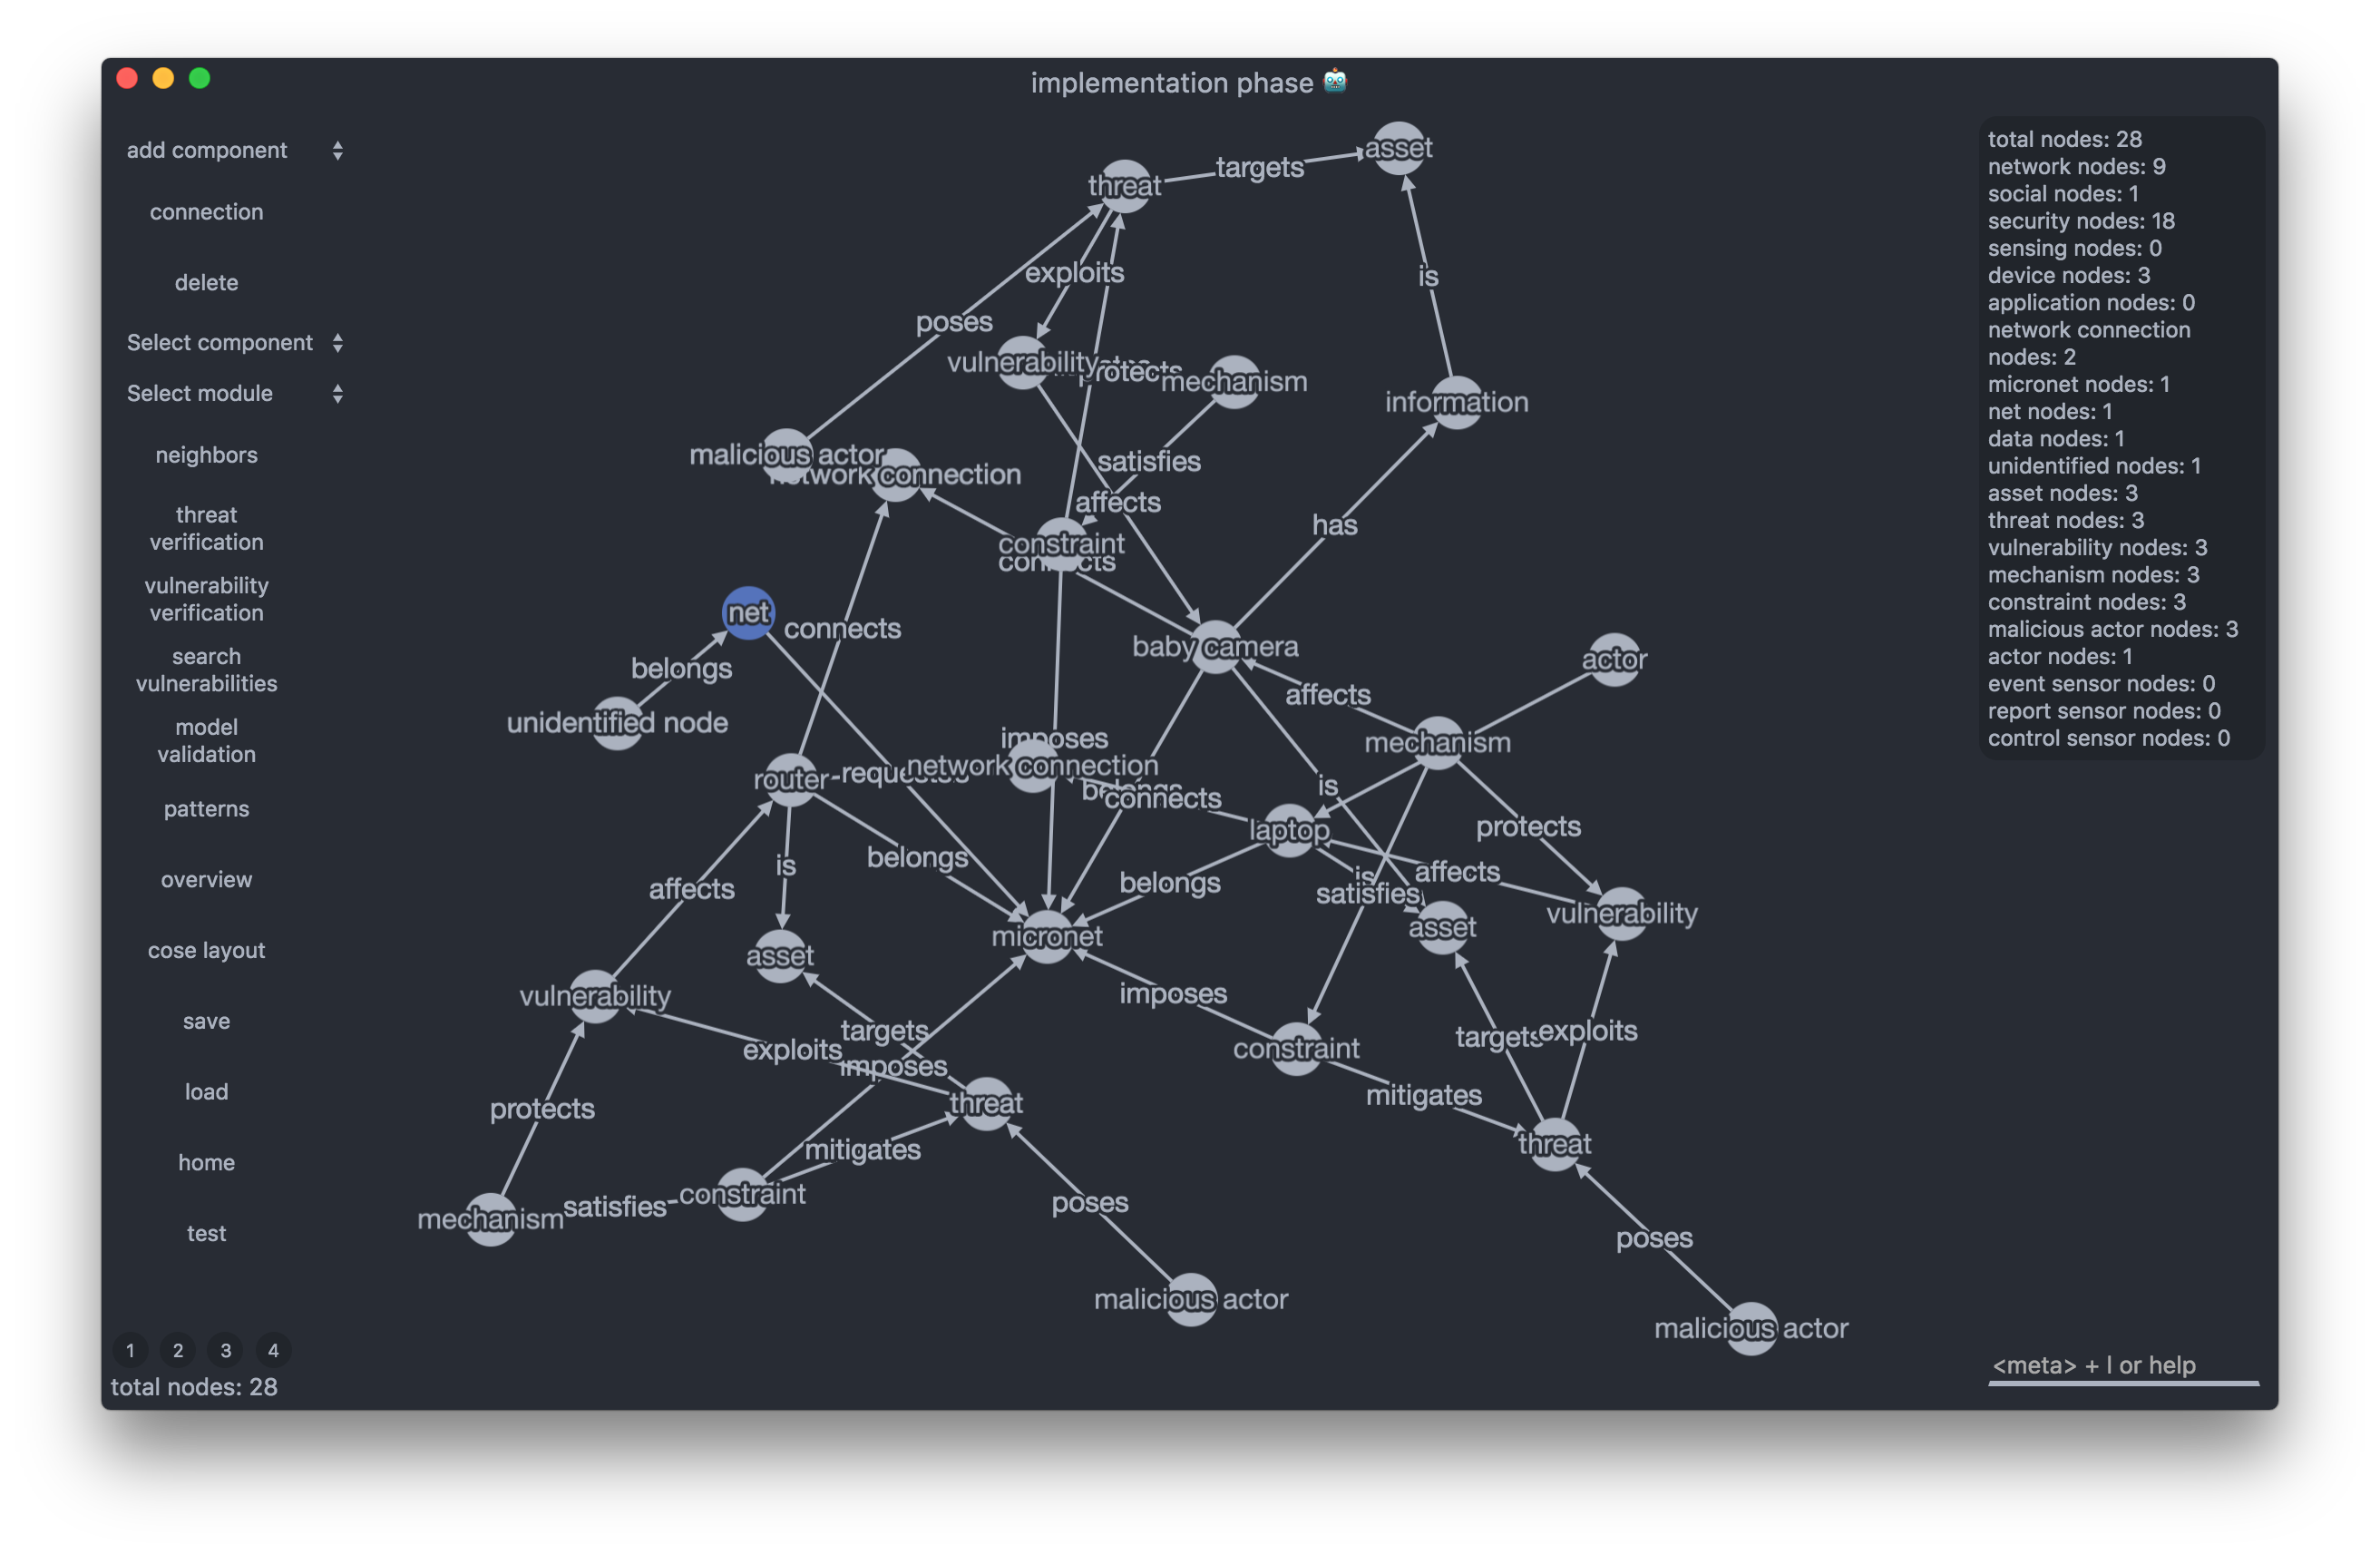 implementation phase
add component
connection
delete
Select component
Select module
neighbors
threat
verification
vulnerability
verification
search
vulnerabilities
model
validation
patterns
overview
cose layout
save
load
home
test
1 2 3 4
total nodes: 28
asset
targets
threat
exploits
is
poses
vulnerability
protects
mechanism
information
malicious actor
network connection
satisfies
affects
has
constraint
connects
net
connects
baby camera
actor
belongs
affects
unidentified node
imposes
mechanism
router
requests
network connection
is
belongs
connects
laptop
protects
belongs
is
affects
is
belongs
satisfies
affects
asset
vulnerability
micronet
asset
vulnerability
imposes
targets
targets
exploits
exploits
constraint
imposes
mitigates
threat
protects
mitigates
threat
constraint
poses
satisfies
mechanism
poses
malicious actor
malicious actor
total nodes: 28
network nodes: 9
social nodes: 1
security nodes: 18
sensing nodes: 0
device nodes: 3
application nodes: 0
network connection
nodes: 2
micronet nodes: 1
net nodes: 1
data nodes: 1
unidentified nodes: 1
asset nodes: 3
threat nodes: 3
vulnerability nodes: 3
mechanism nodes: 3
constraint nodes: 3
malicious actor nodes: 3
actor nodes: 1
event sensor nodes: 0
report sensor nodes: 0
control sensor nodes: 0
<meta> + l or help